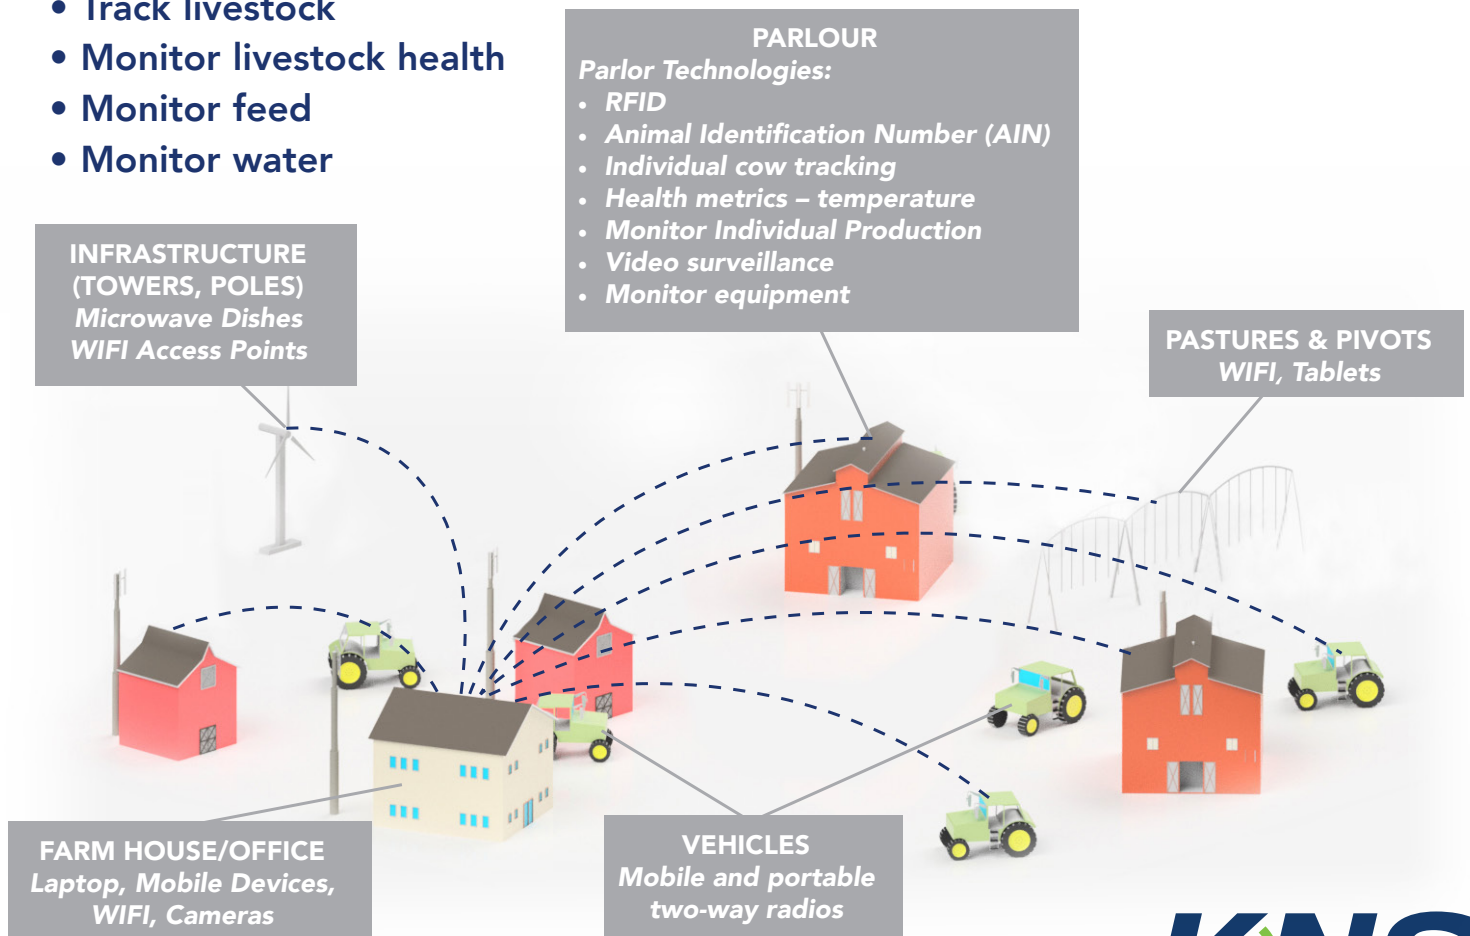 • Track livestock
• Monitor livestock health
• Monitor feed
• Monitor water
PARLOUR
Parlor Technologies:
• RFID
• Animal Identification Number (AIN)
• Individual cow tracking
• Health metrics – temperature
• Monitor Individual Production
• Video surveillance
• Monitor equipment
INFRASTRUCTURE
(TOWERS, POLES)
Microwave Dishes
WIFI Access Points
PASTURES & PIVOTS
WIFI, Tablets
FARM HOUSE/OFFICE
Laptop, Mobile Devices,
WIFI, Cameras
VEHICLES
Mobile and portable
two-way radios
KNS